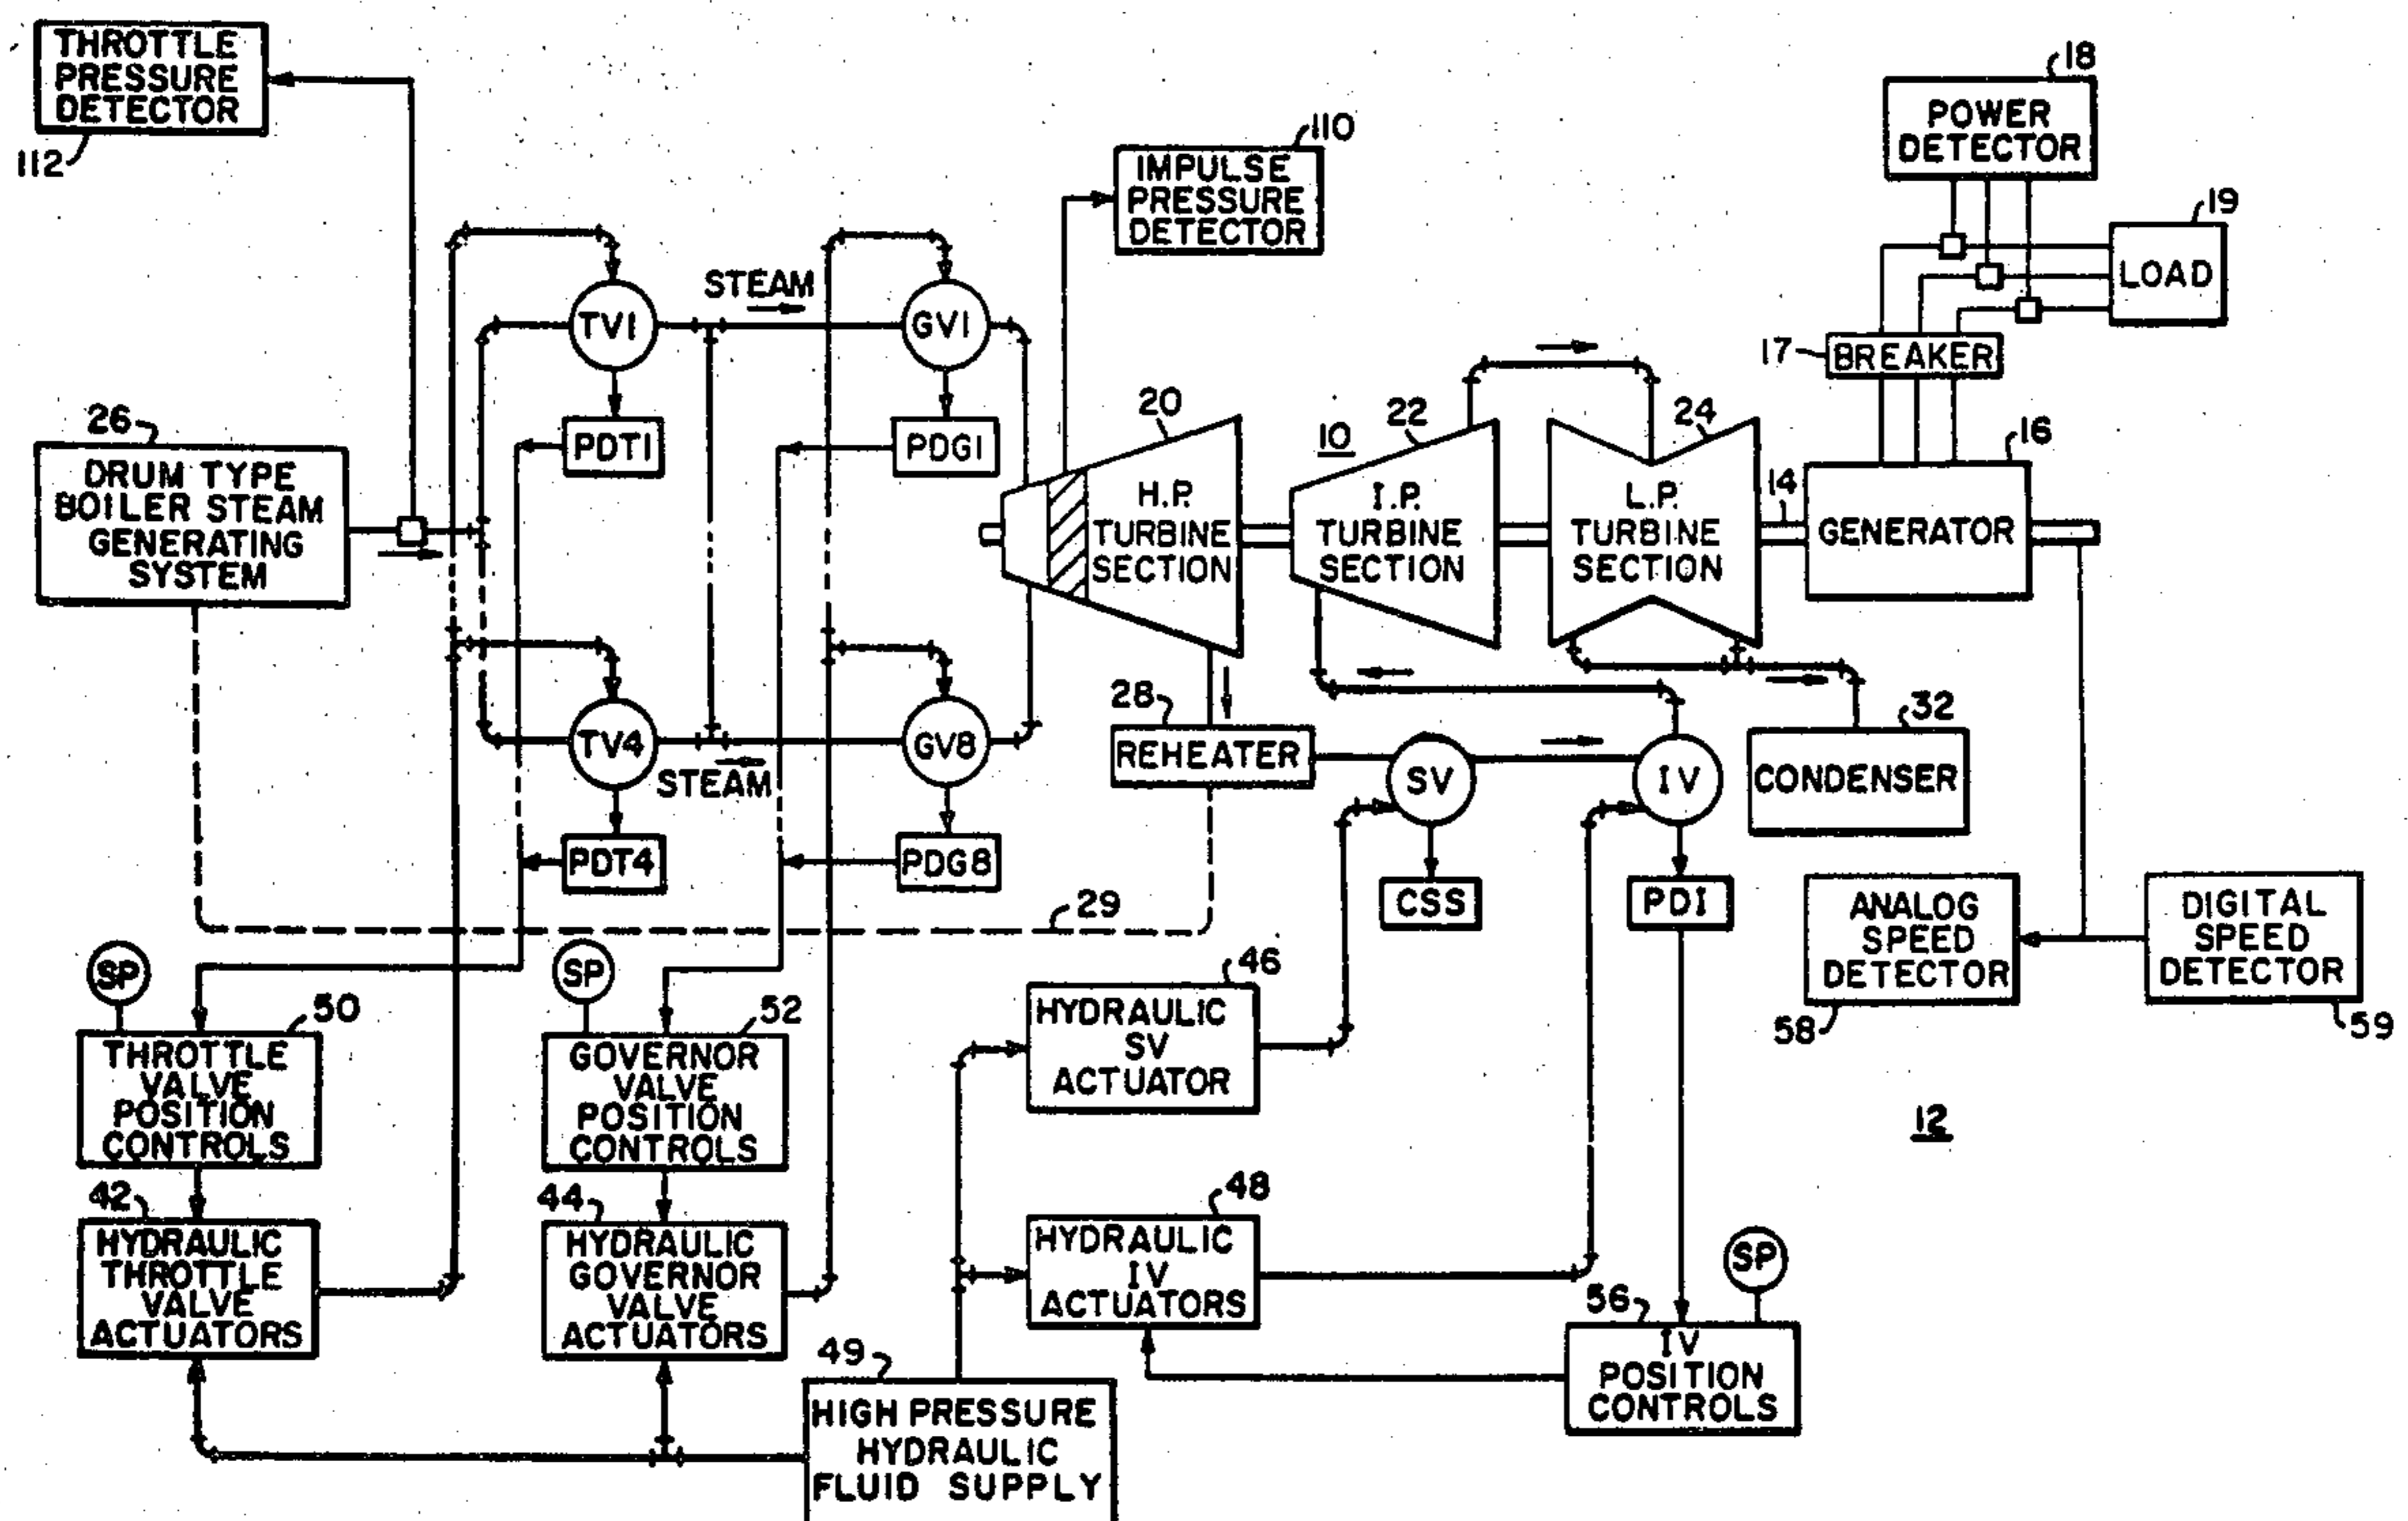 THROTTLE
PRESSURE
DETECTOR
112
18
POWER
DETECTOR
110
IMPULSE
PRESSURE
DETECTOR
19
LOAD
17
BREAKER
STEAM
TV1
GV1
PDT1
PDG1
26
DRUM TYPE
BOILER STEAM
GENERATING
SYSTEM
20
H.P.
TURBINE
SECTION
10
22
I.P.
TURBINE
SECTION
24
L.P.
TURBINE
SECTION
14
16
GENERATOR
TV4
STEAM
GV8
PDT4
PDG8
28
REHEATER
SV
IV
32
CONDENSER
CSS
PDI
29
ANALOG
SPEED
DETECTOR
58
DIGITAL
SPEED
DETECTOR
59
SP
50
THROTTLE
VALVE
POSITION
CONTROLS
SP
52
GOVERNOR
VALVE
POSITION
CONTROLS
46
HYDRAULIC
SV
ACTUATOR
12
42
HYDRAULIC
THROTTLE
VALVE
ACTUATORS
44
HYDRAULIC
GOVERNOR
VALVE
ACTUATORS
48
HYDRAULIC
IV
ACTUATORS
SP
56
IV
POSITION
CONTROLS
49
HIGH PRESSURE
HYDRAULIC
FLUID SUPPLY